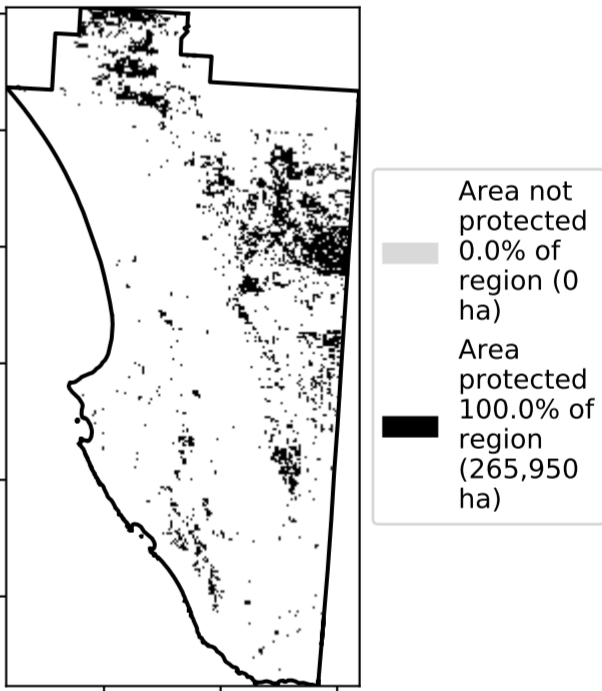 Area not
protected
0.0% of
region (0
ha)
Area
protected
100.0% of
region
(265,950
ha)